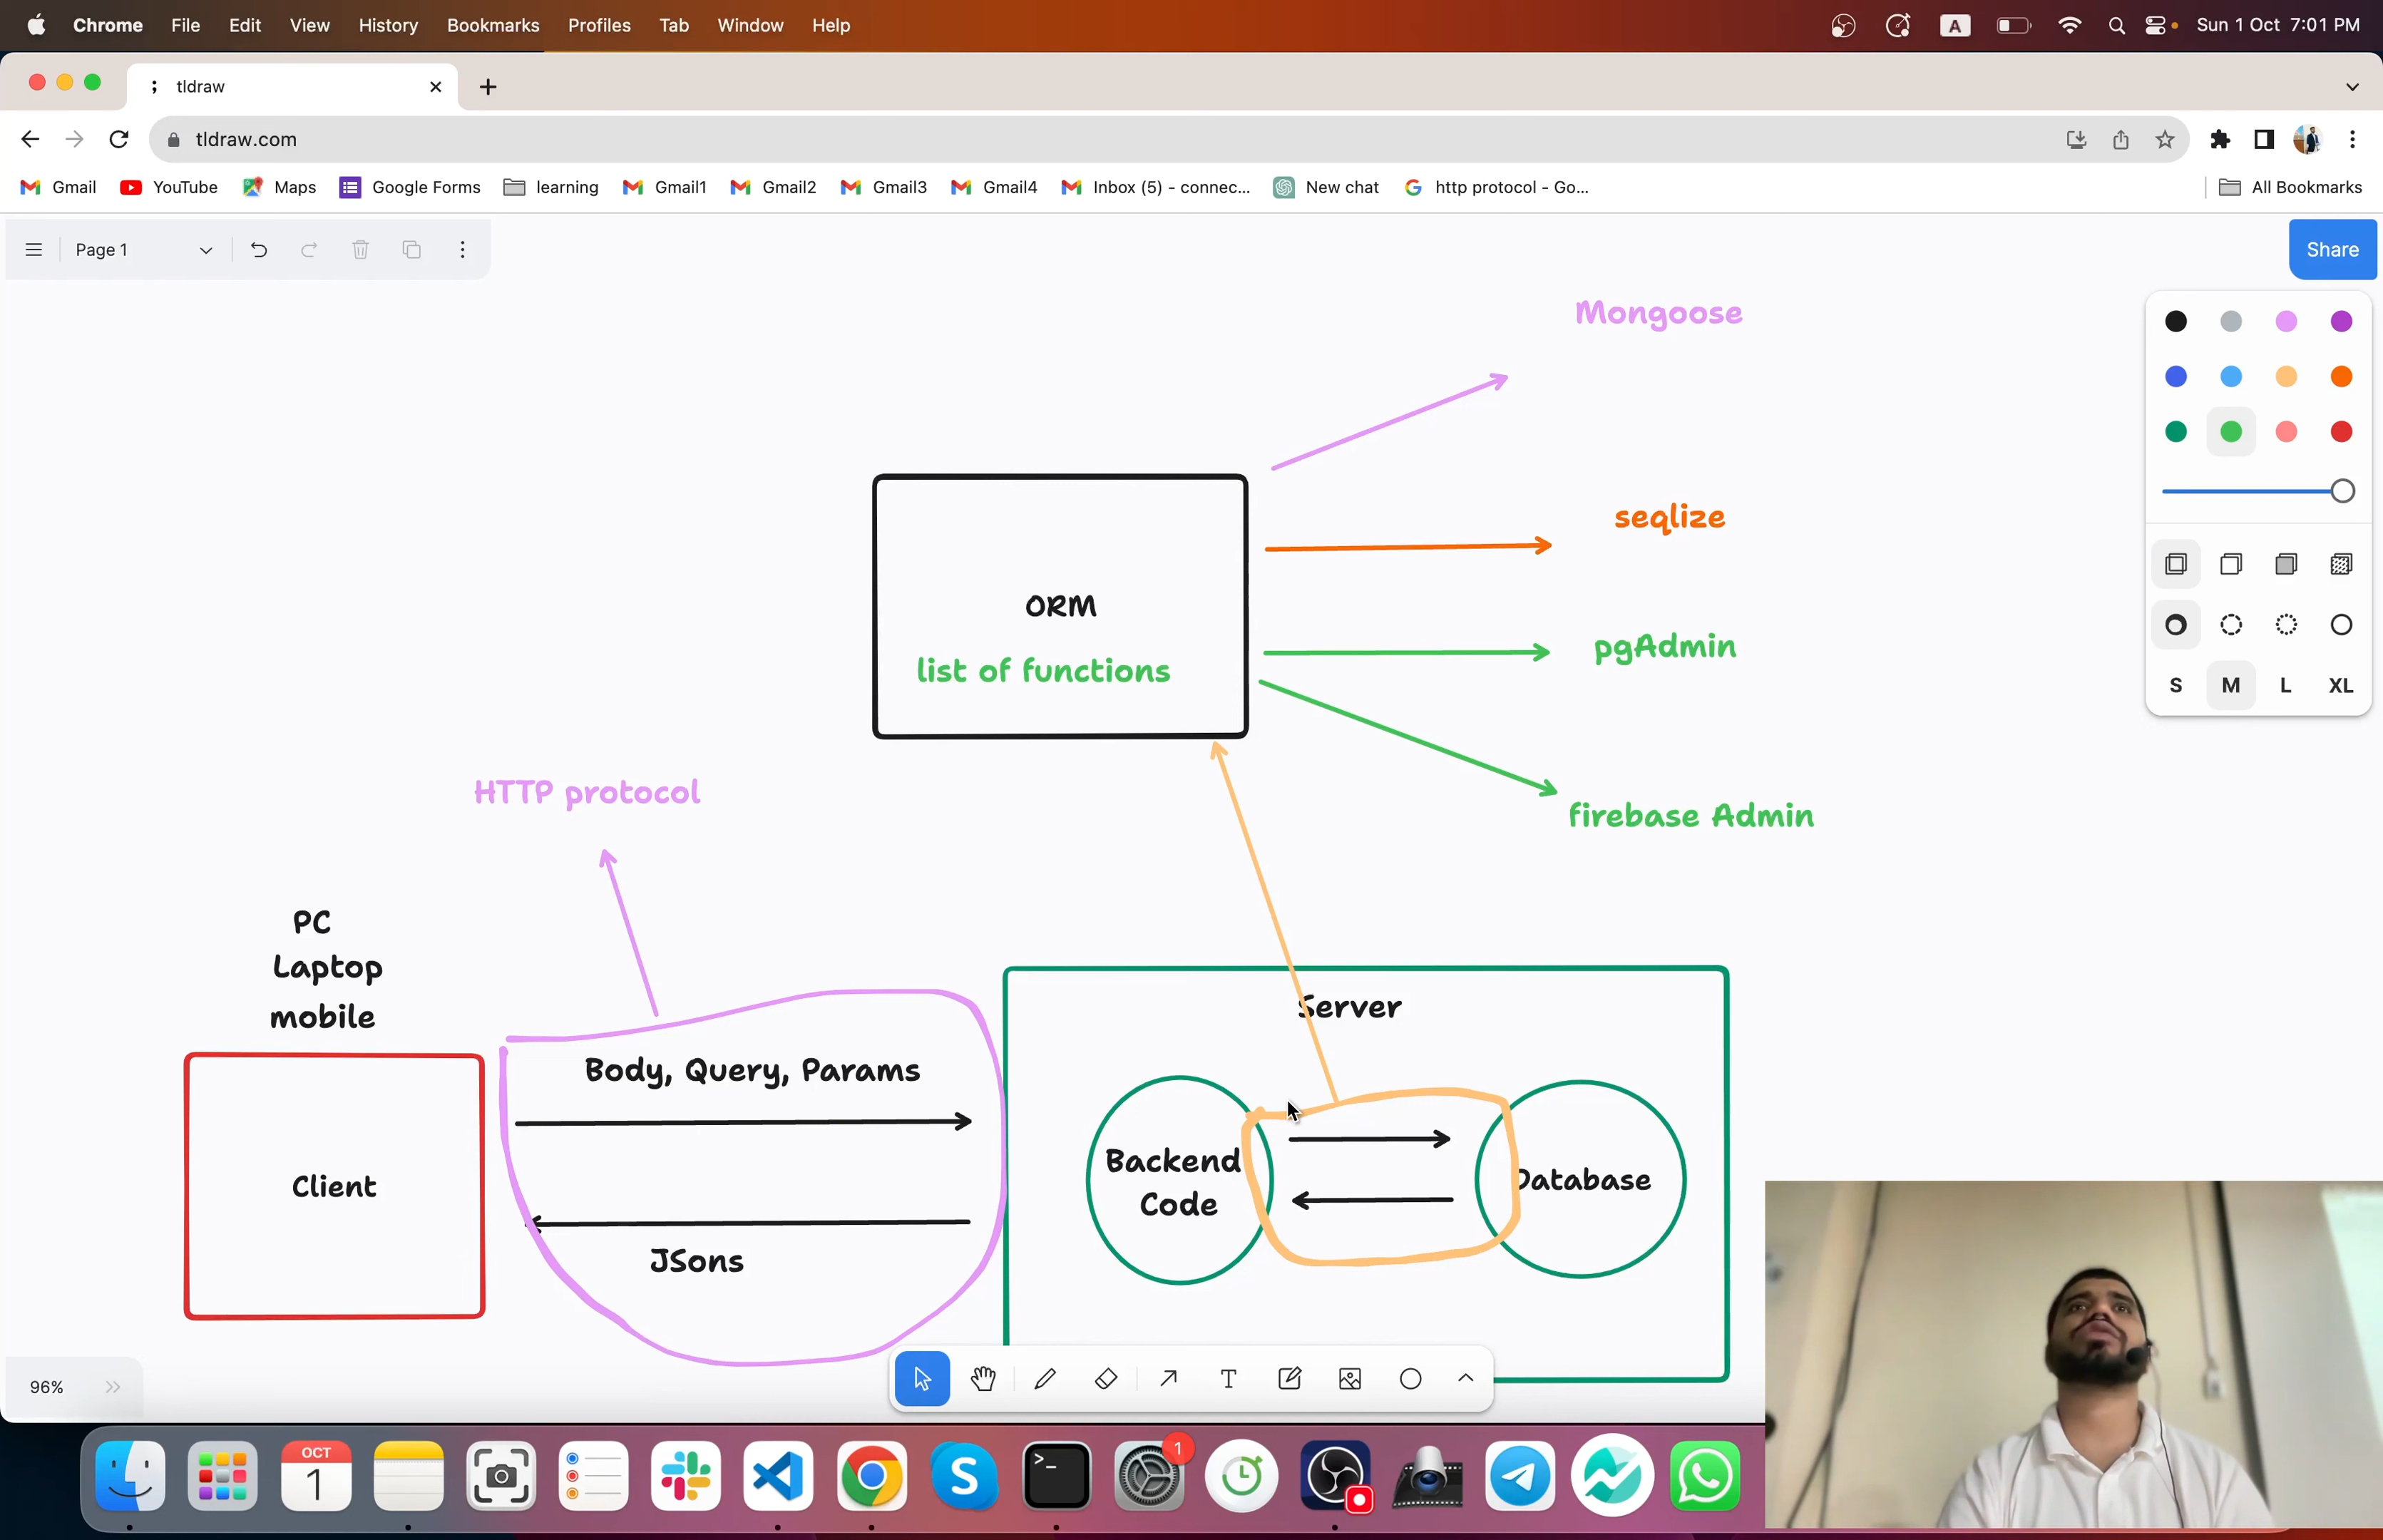 Chrome File Edit View History Bookmarks Profiles Tab Window Help A Sun 1 Oct 7:01 PM
tldraw
tldraw.com
Gmail YouTube Maps Google Forms learning Gmail1 Gmail2 Gmail3 Gmail4 Inbox (5) - connec... New chat http protocol - Go... All Bookmarks
Page 1
Share
Mongoose
seqlize
ORM
list of functions
pgAdmin
firebase Admin
S M L XL
HTTP protocol
PC
Laptop
mobile
Server
Body, Query, Params
Client
Backend
Code
Database
JSons
96%
T
OCT
1
S
>_
1